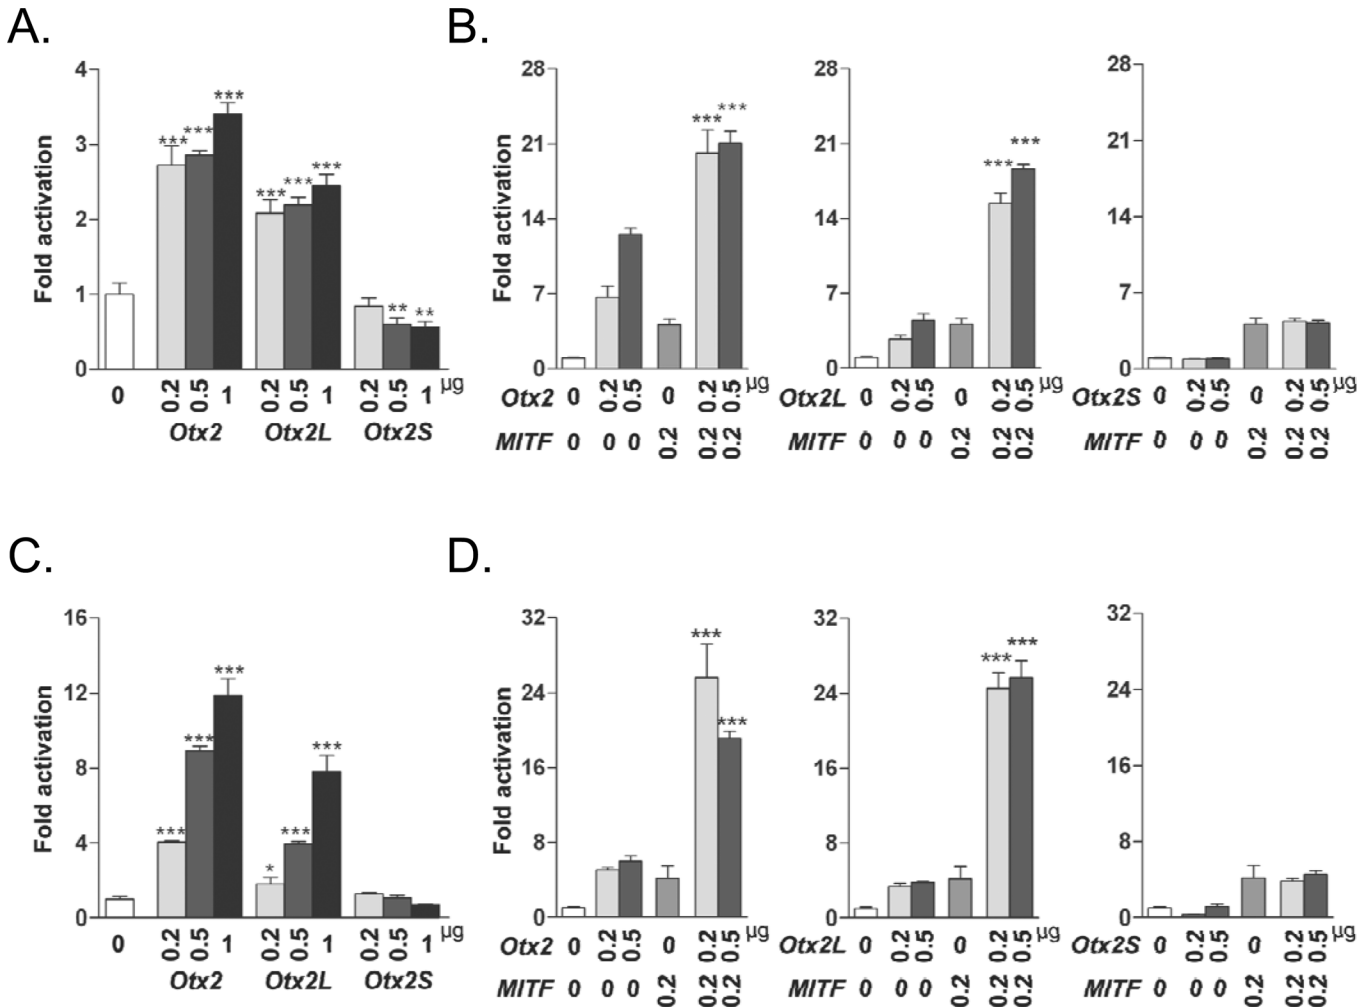 A.
4
3
2
1
0
Fold activation
*** *** ***
*** *** ***
** **
0 0.2 0.5 1 0.2 0.5 1 0.2 0.5 1 µg
Otx2 Otx2L Otx2S
B.
28
21
14
7
0
Fold activation
*** ***
Otx2 0 0.2 0.5 0 0.2 0.5 µg
MITF 0 0 0 0.2 0.2 0.2
28
21
14
7
0
*** ***
Otx2L 0 0.2 0.5 0 0.2 0.5 µg
MITF 0 0 0 0.2 0.2 0.2
28
21
14
7
0
Otx2S 0 0.2 0.5 0 0.2 0.5 µg
MITF 0 0 0 0.2 0.2 0.2
C.
16
12
8
4
0
Fold activation
*** *** ***
* *** ***
0 0.2 0.5 1 0.2 0.5 1 0.2 0.5 1 µg
Otx2 Otx2L Otx2S
D.
32
24
16
8
0
Fold activation
*** ***
Otx2 0 0.2 0.5 0 0.2 0.5 µg
MITF 0 0 0 0.2 0.2 0.2
32
24
16
8
0
*** ***
Otx2L 0 0.2 0.5 0 0.2 0.5 µg
MITF 0 0 0 0.2 0.2 0.2
32
24
16
8
0
Otx2S 0 0.2 0.5 0 0.2 0.5 µg
MITF 0 0 0 0.2 0.2 0.2